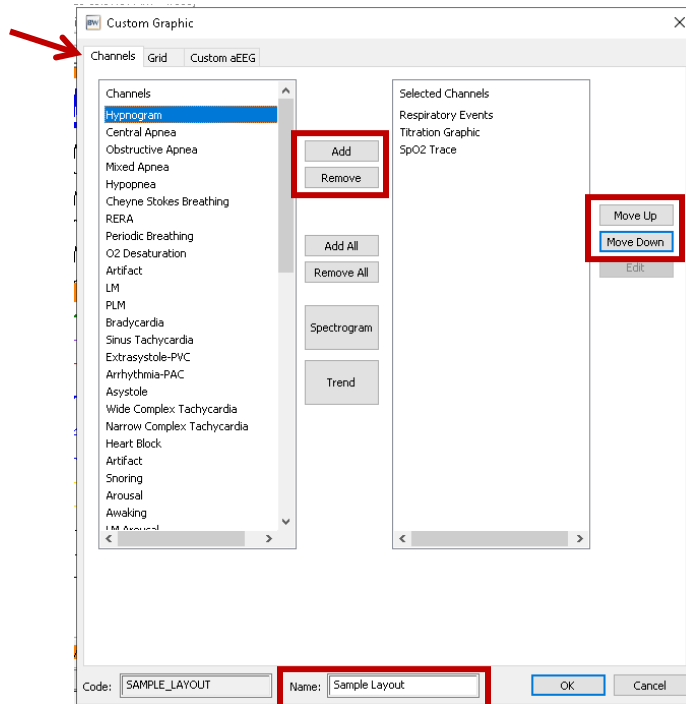 Custom Graphic
Channels Grid Custom aEEG
Channels
Hypnogram
Central Apnea
Obstructive Apnea
Mixed Apnea
Hypopnea
Cheyne Stokes Breathing
RERA
Periodic Breathing
O2 Desaturation
Artifact
LM
PLM
Bradycardia
Sinus Tachycardia
Extrasystole-PVC
Arrhythmia-PAC
Asystole
Wide Complex Tachycardia
Narrow Complex Tachycardia
Heart Block
Artifact
Snoring
Arousal
Awaking
LM Arousal
Add
Remove
Add All
Remove All
Spectrogram
Trend
Selected Channels
Respiratory Events
Titration Graphic
SpO2 Trace
Move Up
Move Down
Edit
Code: SAMPLE_LAYOUT Name: Sample Layout OK Cancel